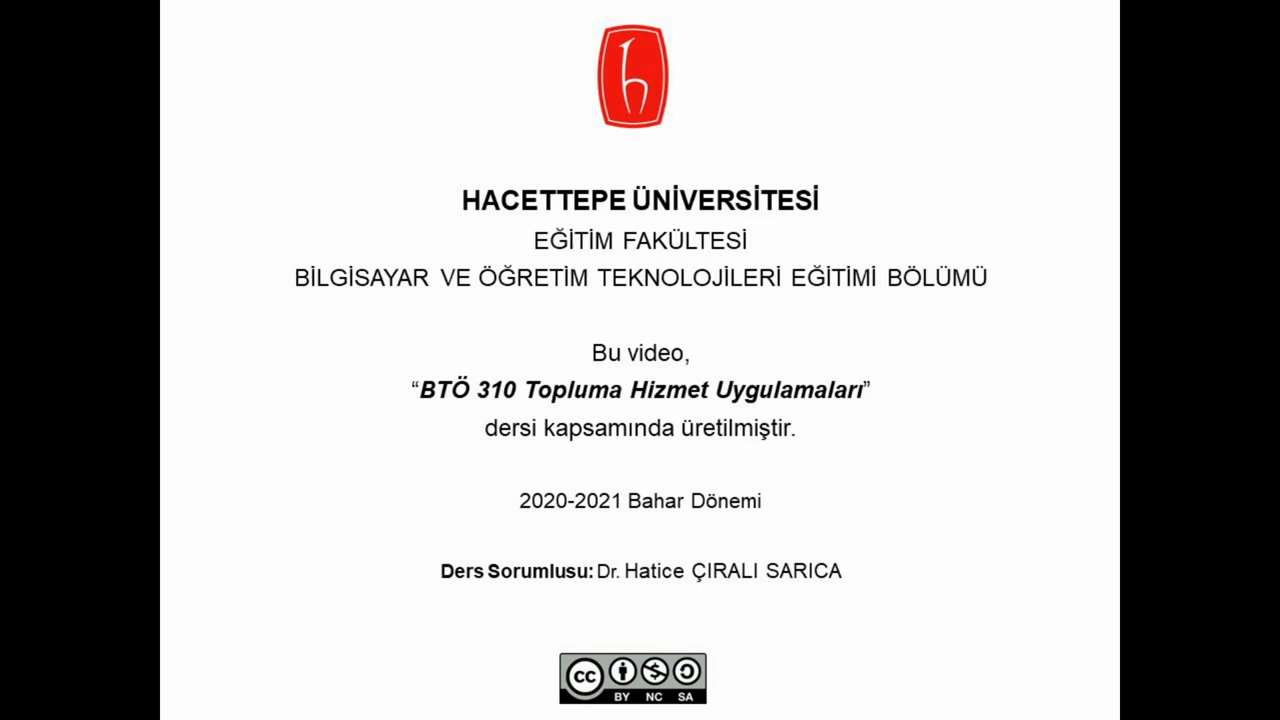 HACETTEPE ÜNİVERSİTESİ
EĞİTİM FAKÜLTESİ
BİLGİSAYAR VE ÖĞRETİM TEKNOLOJİLERİ EĞİTİMİ BÖLÜMÜ
Bu video,
“BTÖ 310 Topluma Hizmet Uygulamaları”
dersi kapsamında üretilmiştir.
2020-2021 Bahar Dönemi
Ders Sorumlusu: Dr. Hatice ÇIRALI SARICA
cc BY NC SA